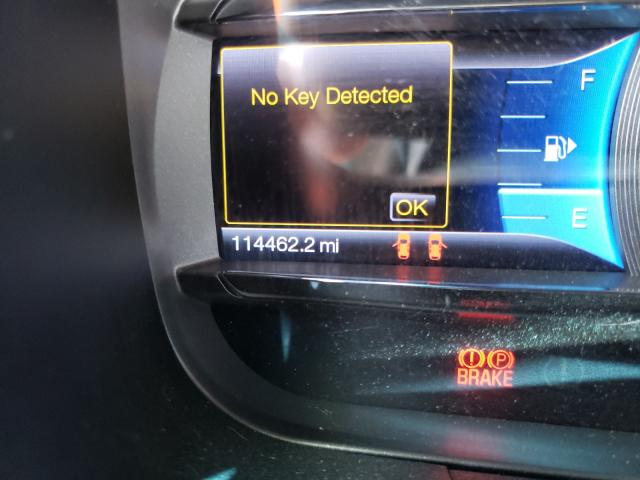 No Key Detected
OK
114462.2 mi
F
E
P
BRAKE